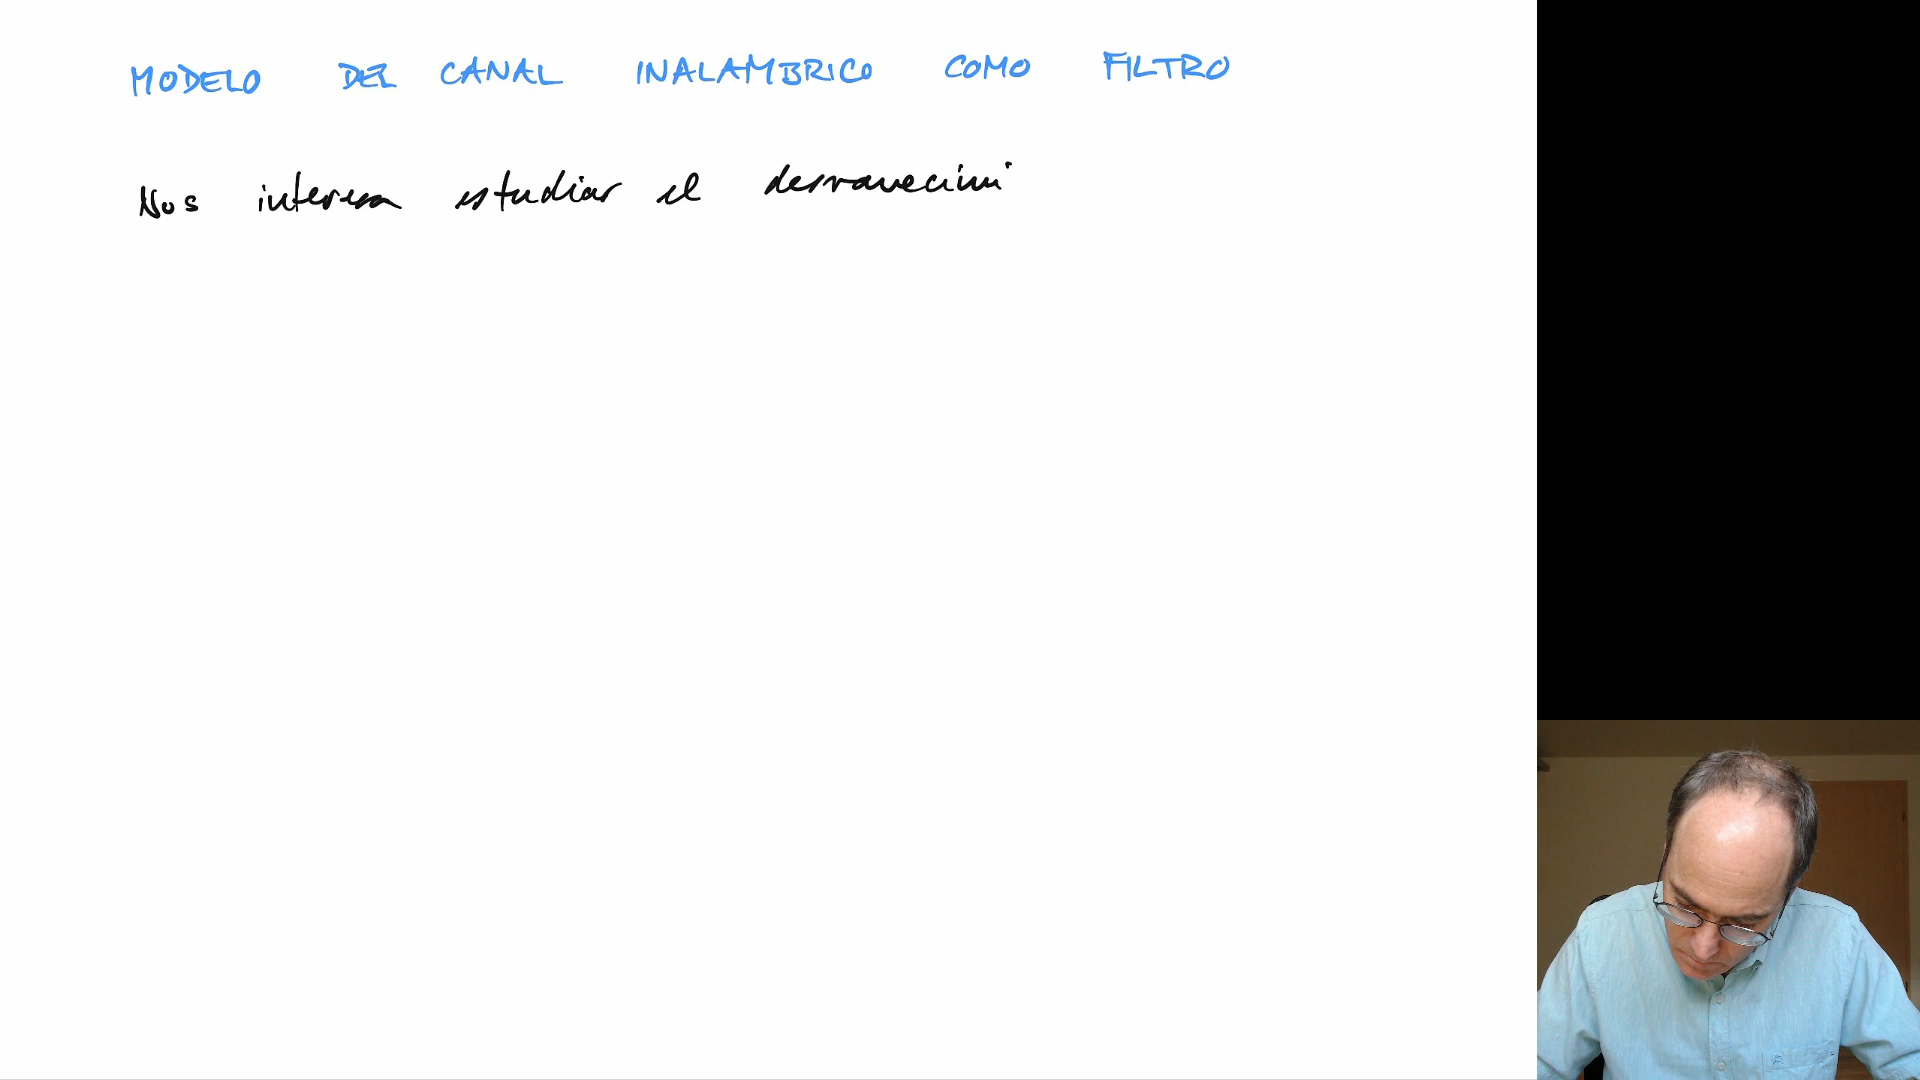 MODELO DEL CANAL INALAMBRICO COMO FILTRO
Nos interesa estudiar el desvanecimi